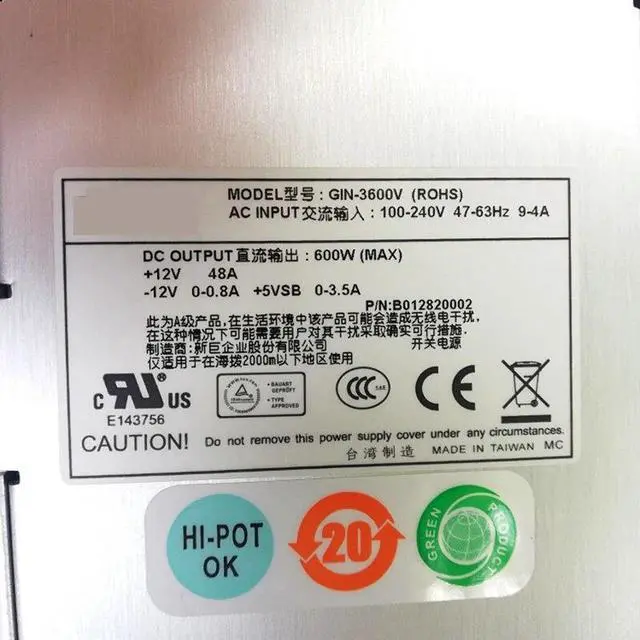 MODEL型号：GIN-3600V (ROHS)
AC INPUT交流输入：100-240V 47-63Hz 9-4A
DC OUTPUT直流输出：600W (MAX)
+12V 48A
-12V 0-0.8A +5VSB 0-3.5A
P/N:B012820002
此为A级产品,在生活环境中该产品可能会造成无线电干扰,
在这种情况下可能需要用户对其干扰采取确实可行措施.
制造商：新巨企业股份有限公司 开关电源
仅适用于在海拨2000m以下地区使用
c RU US ®
E143756
BAUART GEPRÜFT
TYPE APPROVED
CCC
CE
CAUTION! Do not remove this power supply cover under any circumstances.
台湾制造 MADE IN TAIWAN MC
HI-POT OK
20
GREEN PRODUCT